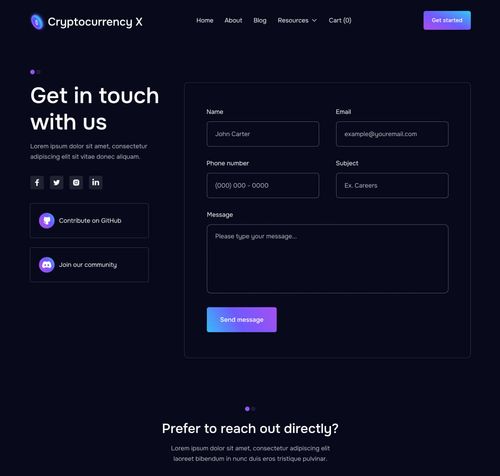 Cryptocurrency X
Home
About
Blog
Resources
Cart (0)
Get started
Get in touch
with us
Lorem ipsum dolor sit amet, consectetur
adipiscing elit sit vitae donec aliquam.
Contribute on GitHub
Join our community
Name
Email
John Carter
example@youremail.com
Phone number
Subject
(000) 000 - 0000
Ex. Careers
Message
Please type your message...
Send message
Prefer to reach out directly?
Lorem ipsum dolor sit amet, consectetur adipiscing elit
laoreet bibendum in nunc duis eros tristique pulvinar.